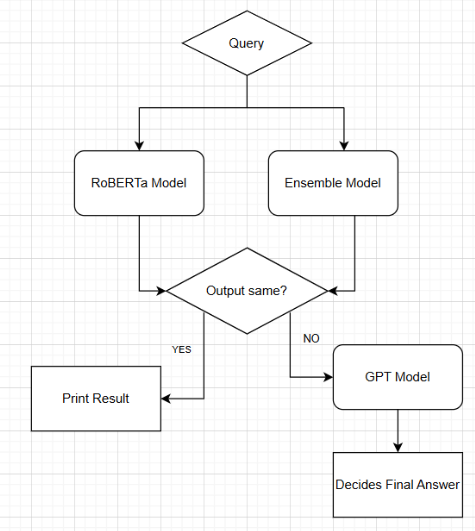 Query
RoBERTa Model
Ensemble Model
Output same?
YES
NO
Print Result
GPT Model
Decides Final Answer